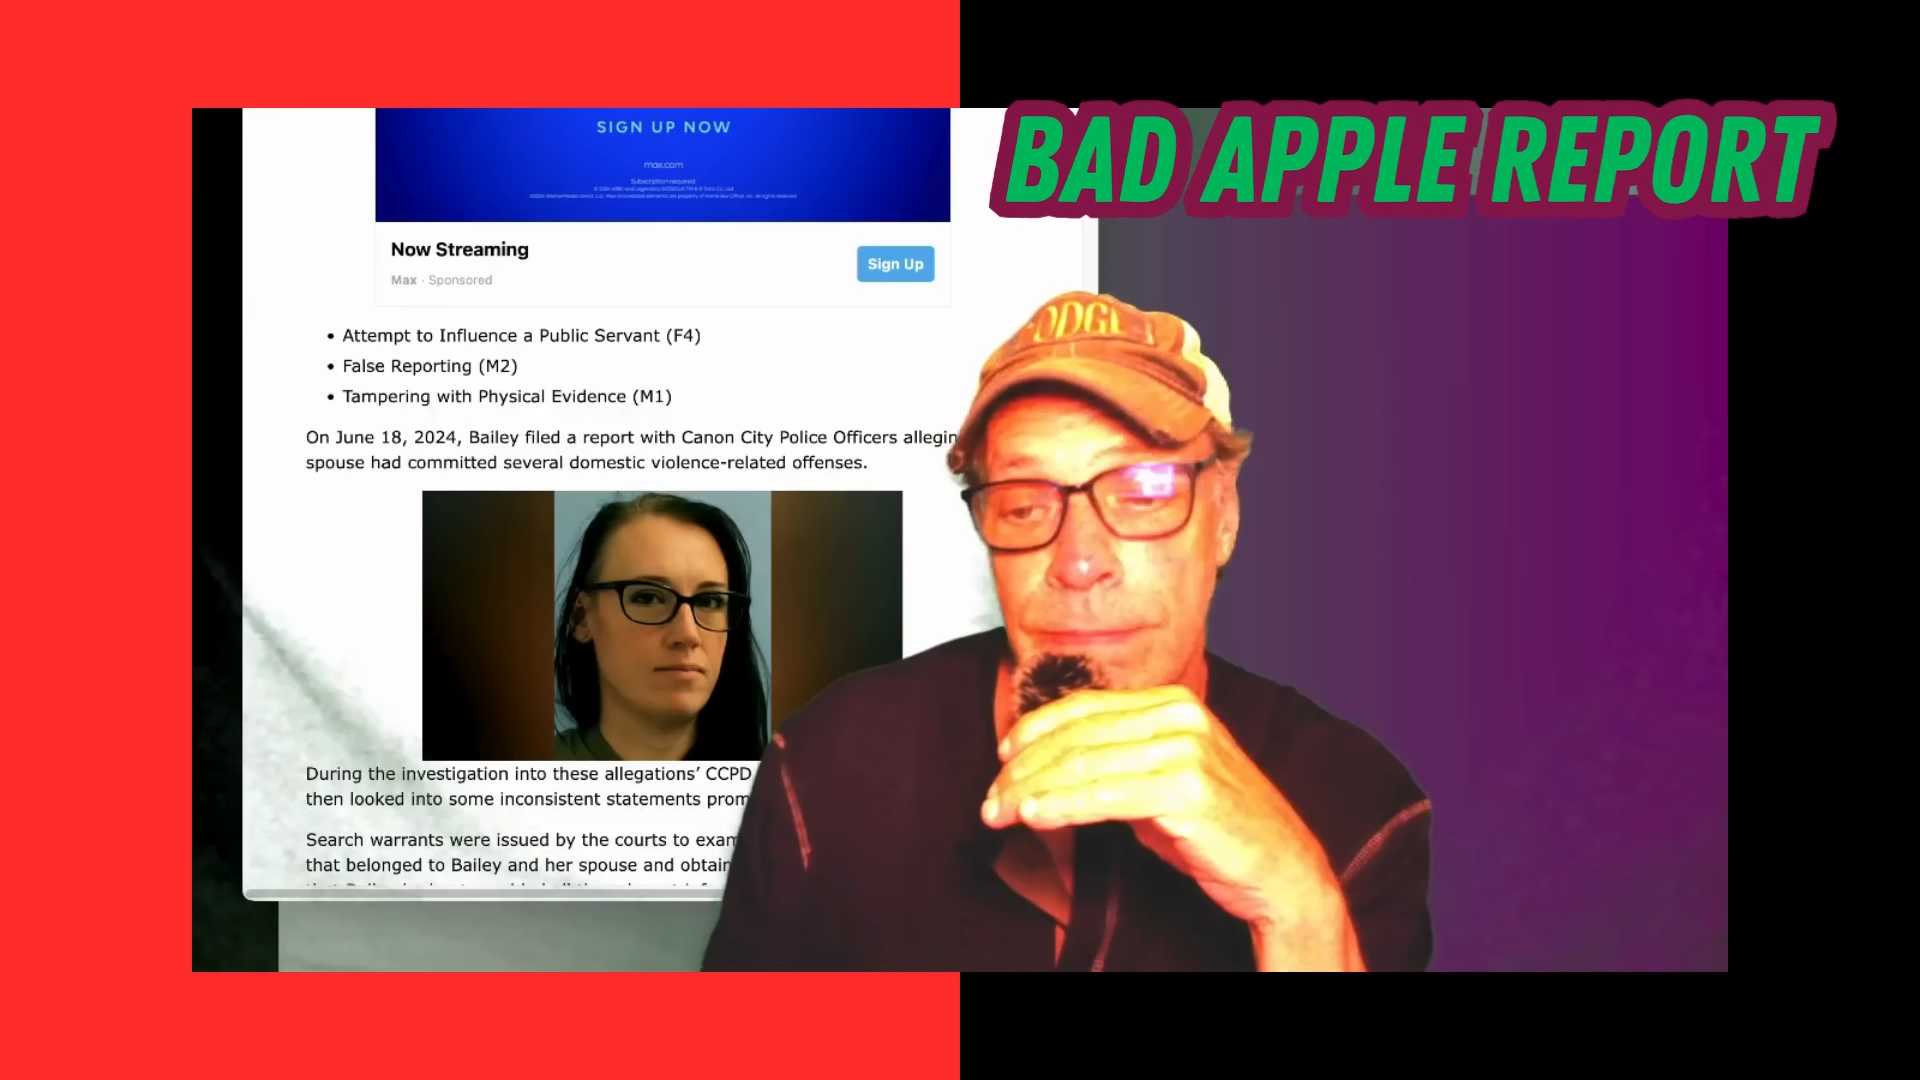 BAD APPLE REPORT
SIGN UP NOW
max.com
Subscription required.
Now Streaming
Sign Up
Max · Sponsored
• Attempt to Influence a Public Servant (F4)
• False Reporting (M2)
• Tampering with Physical Evidence (M1)
On June 18, 2024, Bailey filed a report with Canon City Police Officers allegin
spouse had committed several domestic violence-related offenses.
During the investigation into these allegations’ CCPD
then looked into some inconsistent statements prom
Search warrants were issued by the courts to exam
that belonged to Bailey and her spouse and obtain